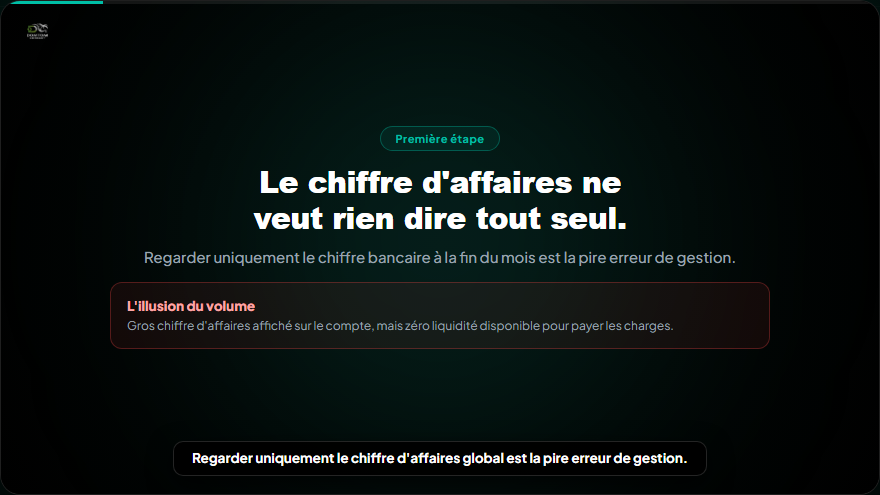 Première étape
Le chiffre d'affaires ne
veut rien dire tout seul.
Regarder uniquement le chiffre bancaire à la fin du mois est la pire erreur de gestion.
L'illusion du volume
Gros chiffre d'affaires affiché sur le compte, mais zéro liquidité disponible pour payer les charges.
Regarder uniquement le chiffre d'affaires global est la pire erreur de gestion.